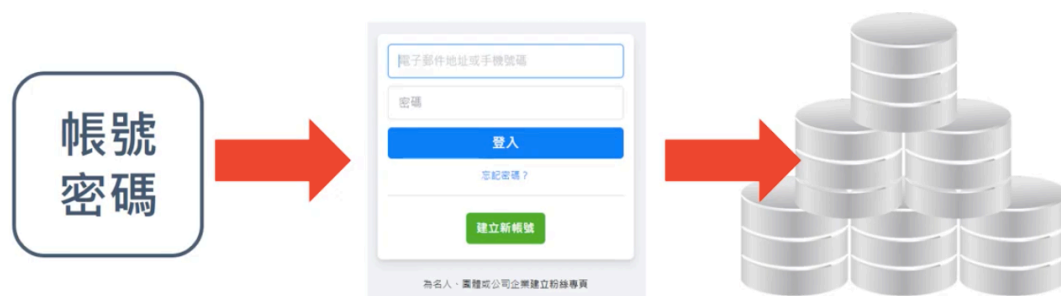 帳號
密碼
電子郵件地址或手機號碼
密碼
登入
忘記密碼？
建立新帳號
為名人、團體或公司企業建立粉絲專頁